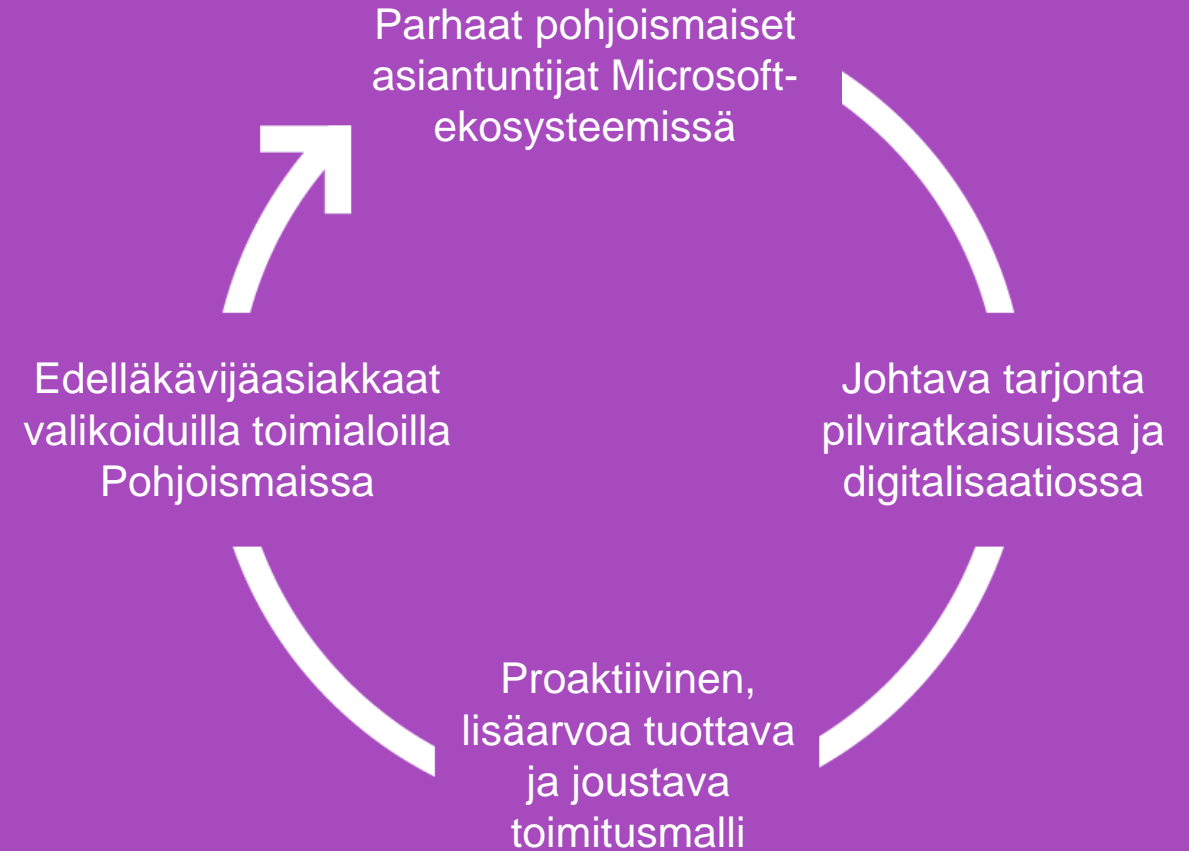 Parhaat pohjoismaiset
asiantuntijat Microsoft-
ekosysteemissä
Johtava tarjonta
pilviratkaisuissa ja
digitalisaatiossa
Proaktiivinen,
lisäarvoa tuottava
ja joustava
toimitusmalli
Edelläkävijäasiakkaat
valikoiduilla toimialoilla
Pohjoismaissa